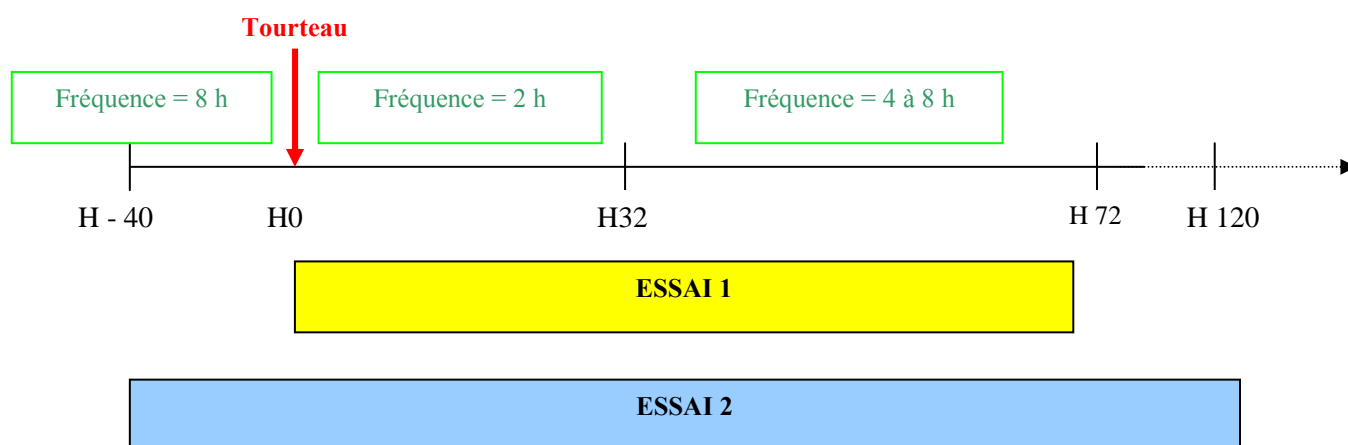 Tourteau
Fréquence = 8 h
Fréquence = 2 h
Fréquence = 4 à 8 h
H - 40
H0
H32
H 72
H 120
ESSAI 1
ESSAI 2